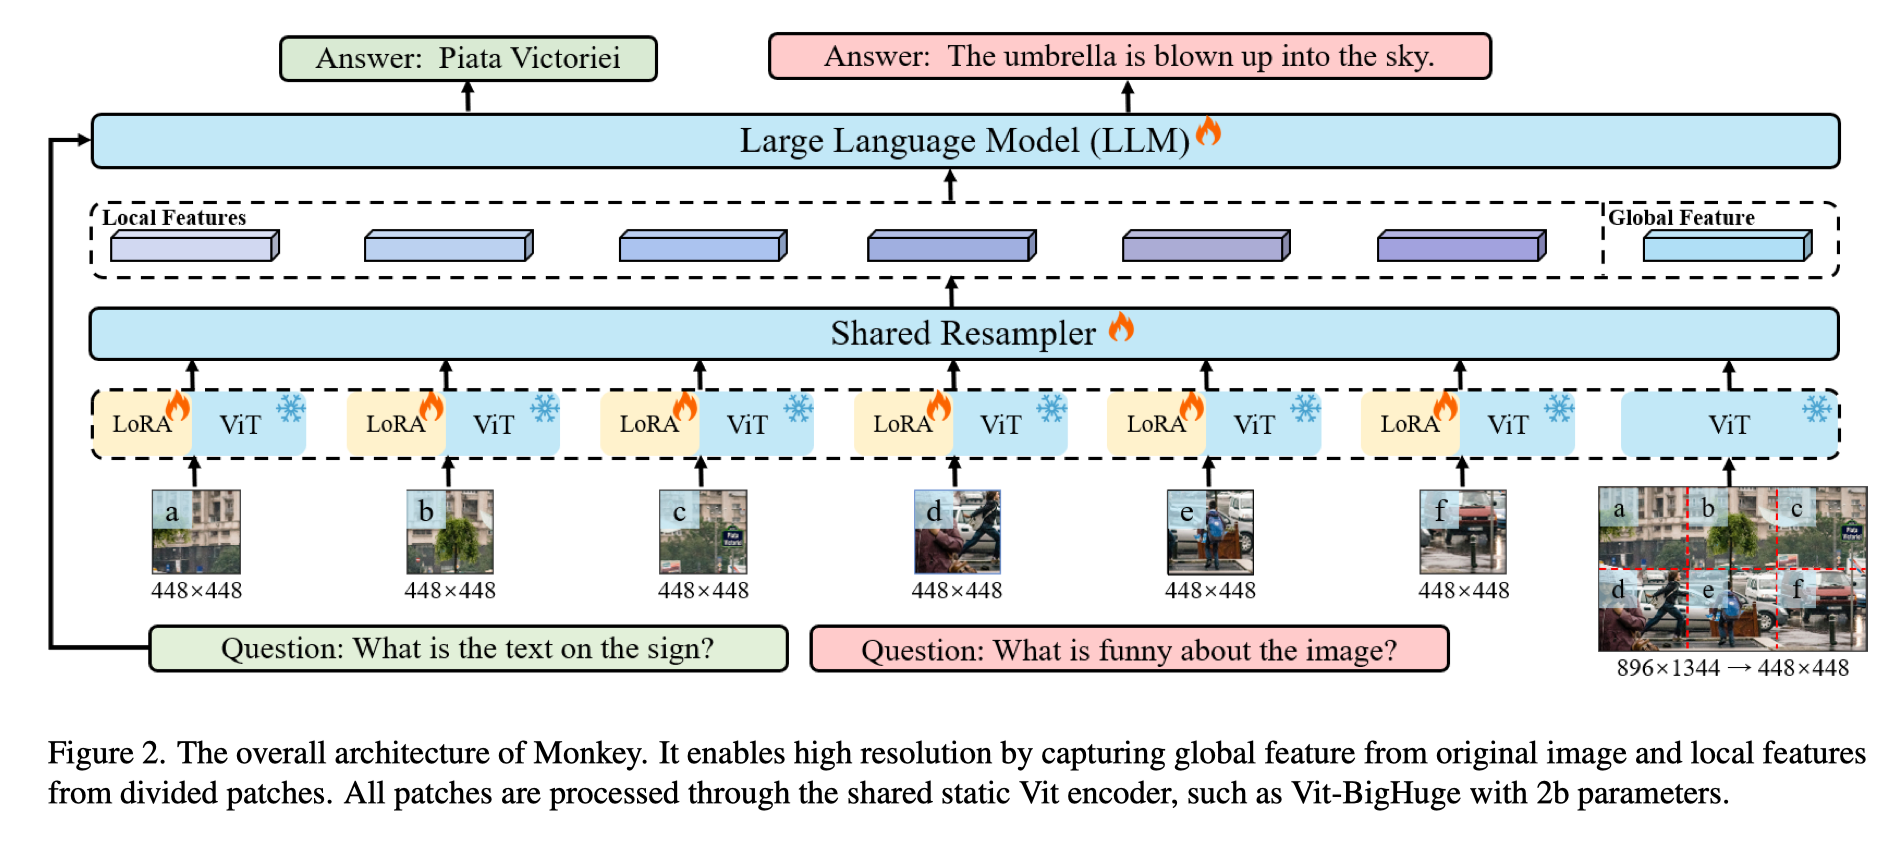 Answer: Piata Victoriei
Answer: The umbrella is blown up into the sky.
Large Language Model (LLM)
Local Features
Global Feature
Shared Resampler
LoRA ViT
LoRA ViT
LoRA ViT
LoRA ViT
LoRA ViT
LoRA ViT
ViT
a
b
c
Piata
Victoriei
d
e
f
a b c
Piata
Victoriei
d e f
448×448
448×448
448×448
448×448
448×448
448×448
896×1344 → 448×448
Question: What is the text on the sign?
Question: What is funny about the image?
Figure 2. The overall architecture of Monkey. It enables high resolution by capturing global feature from original image and local features
from divided patches. All patches are processed through the shared static Vit encoder, such as Vit-BigHuge with 2b parameters.